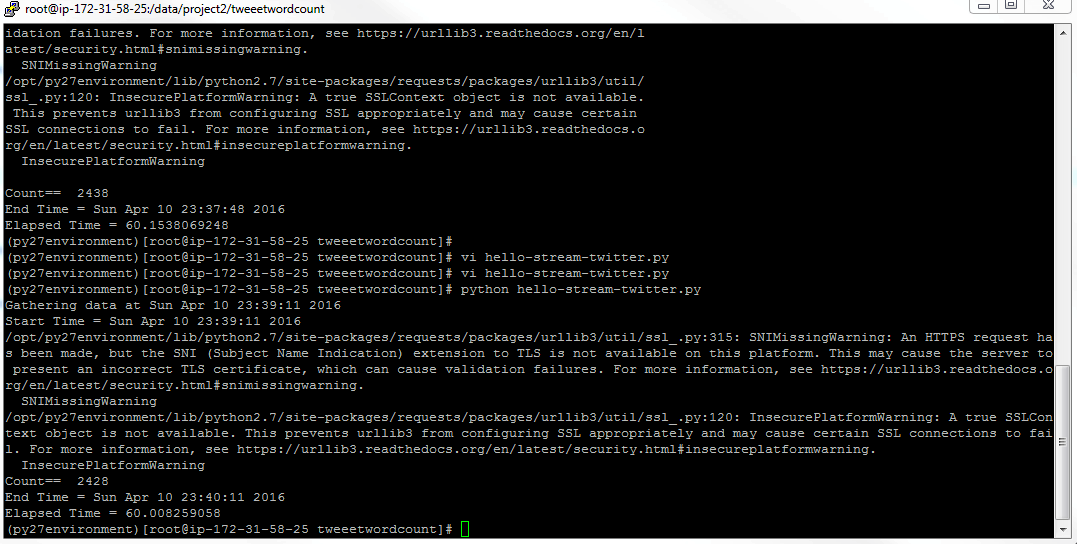 root@ip-172-31-58-25:/data/project2/tweeetwordcount
idation failures. For more information, see https://urllib3.readthedocs.org/en/l
atest/security.html#snimissingwarning.
  SNIMissingWarning
/opt/py27environment/lib/python2.7/site-packages/requests/packages/urllib3/util/
ssl_.py:120: InsecurePlatformWarning: A true SSLContext object is not available.
 This prevents urllib3 from configuring SSL appropriately and may cause certain
SSL connections to fail. For more information, see https://urllib3.readthedocs.o
rg/en/latest/security.html#insecureplatformwarning.
  InsecurePlatformWarning
Count==  2438
End Time = Sun Apr 10 23:37:48 2016
Elapsed Time = 60.1538069248
(py27environment)[root@ip-172-31-58-25 tweeetwordcount]#
(py27environment)[root@ip-172-31-58-25 tweeetwordcount]# vi hello-stream-twitter.py
(py27environment)[root@ip-172-31-58-25 tweeetwordcount]# vi hello-stream-twitter.py
(py27environment)[root@ip-172-31-58-25 tweeetwordcount]# python hello-stream-twitter.py
Gathering data at Sun Apr 10 23:39:11 2016
Start Time = Sun Apr 10 23:39:11 2016
/opt/py27environment/lib/python2.7/site-packages/requests/packages/urllib3/util/ssl_.py:315: SNIMissingWarning: An HTTPS request ha
s been made, but the SNI (Subject Name Indication) extension to TLS is not available on this platform. This may cause the server to
 present an incorrect TLS certificate, which can cause validation failures. For more information, see https://urllib3.readthedocs.o
rg/en/latest/security.html#snimissingwarning.
  SNIMissingWarning
/opt/py27environment/lib/python2.7/site-packages/requests/packages/urllib3/util/ssl_.py:120: InsecurePlatformWarning: A true SSLCon
text object is not available. This prevents urllib3 from configuring SSL appropriately and may cause certain SSL connections to fai
l. For more information, see https://urllib3.readthedocs.org/en/latest/security.html#insecureplatformwarning.
  InsecurePlatformWarning
Count==  2428
End Time = Sun Apr 10 23:40:11 2016
Elapsed Time = 60.008259058
(py27environment)[root@ip-172-31-58-25 tweeetwordcount]#